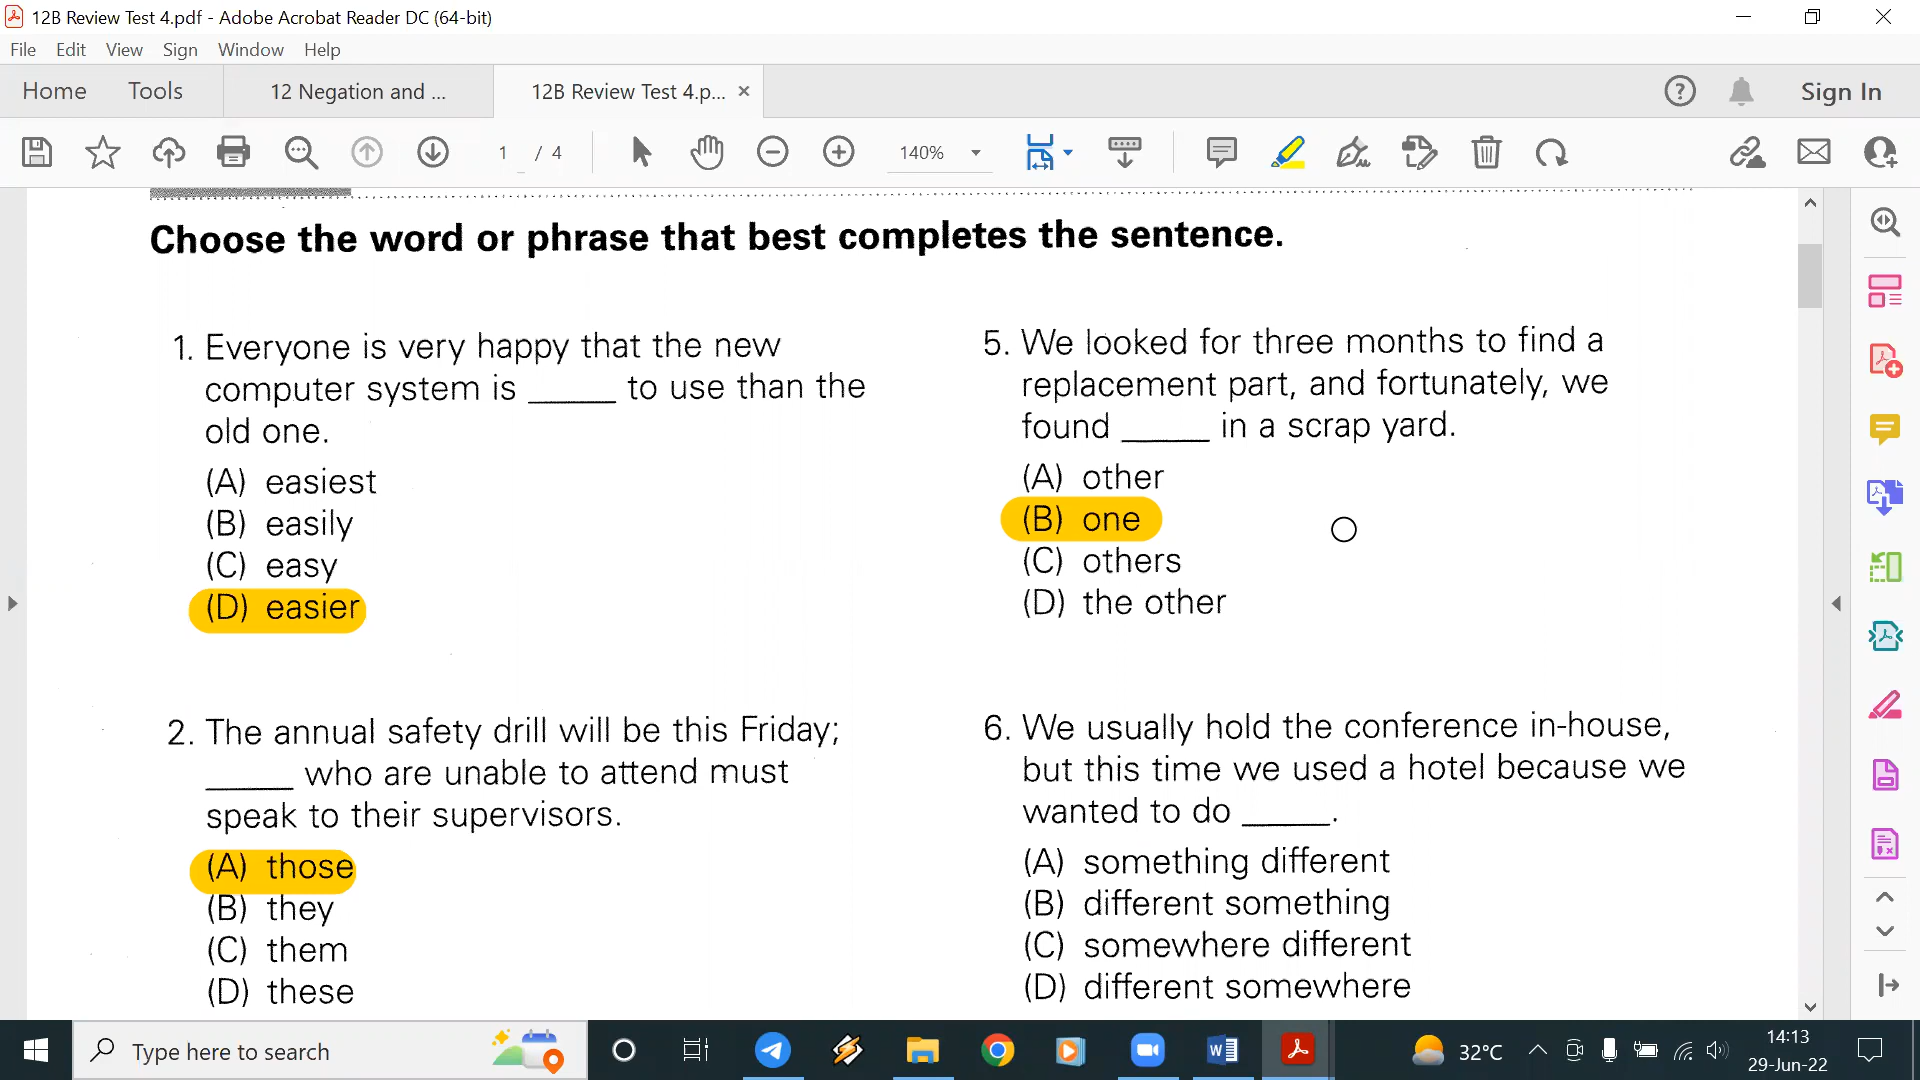 12B Review Test 4.pdf - Adobe Acrobat Reader DC (64-bit)
File Edit View Sign Window Help
Home Tools 12 Negation and ... 12B Review Test 4.p... × Sign In
1 / 4 140%
Choose the word or phrase that best completes the sentence.
1. Everyone is very happy that the new
computer system is _____ to use than the
old one.
(A) easiest
(B) easily
(C) easy
(D) easier
2. The annual safety drill will be this Friday;
_____ who are unable to attend must
speak to their supervisors.
(A) those
(B) they
(C) them
(D) these
5. We looked for three months to find a
replacement part, and fortunately, we
found _____ in a scrap yard.
(A) other
(B) one
(C) others
(D) the other
6. We usually hold the conference in-house,
but this time we used a hotel because we
wanted to do _____.
(A) something different
(B) different something
(C) somewhere different
(D) different somewhere
Type here to search
32°C
14:13
29-Jun-22